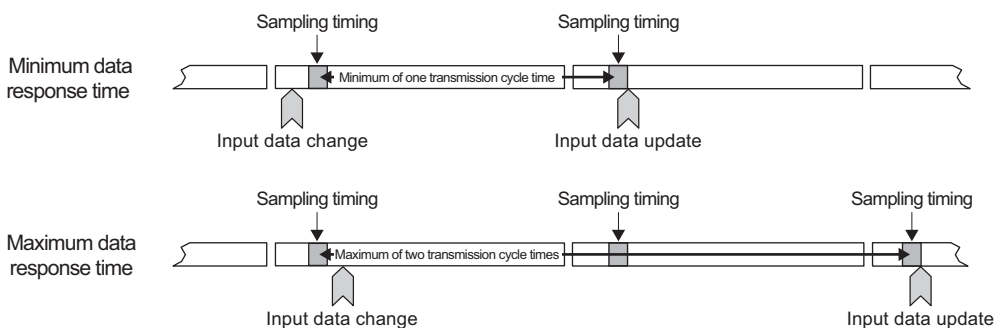 Sampling timing
Sampling timing
Minimum data
response time
Minimum of one transmission cycle time
Input data change
Input data update
Sampling timing
Sampling timing
Sampling timing
Maximum data
response time
Maximum of two transmission cycle times
Input data change
Input data update